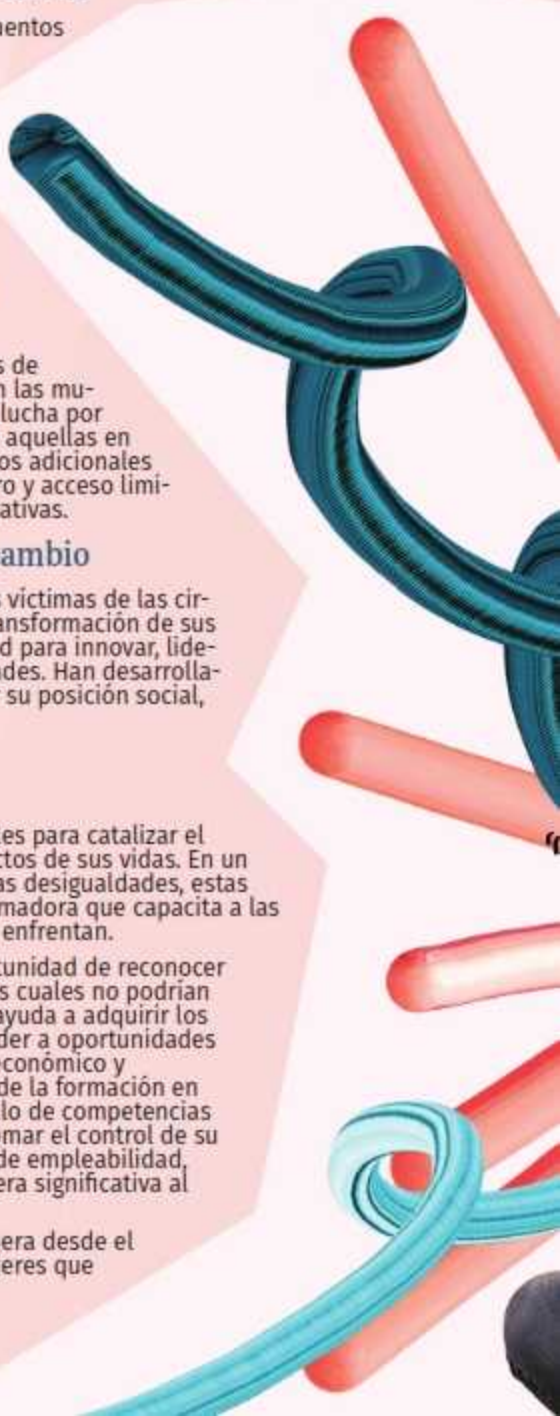 mentos
s de
n las mu-
lucha por
aquellas en
os adicionales
ro y acceso limi-
ativas.
ambio
s víctimas de las cir-
ansformación de sus
d para innovar, lide-
des. Han desarrolla-
r su posición social,
les para catalizar el
ctos de sus vidas. En un
as desigualdades, estas
madora que capacita a las
enfrentan.
tunidad de reconocer
s cuales no podrían
ayuda a adquirir los
der a oportunidades
económico y
de la formación en
lo de competencias
omar el control de su
de empleabilidad,
era significativa al
era desde el
eres que